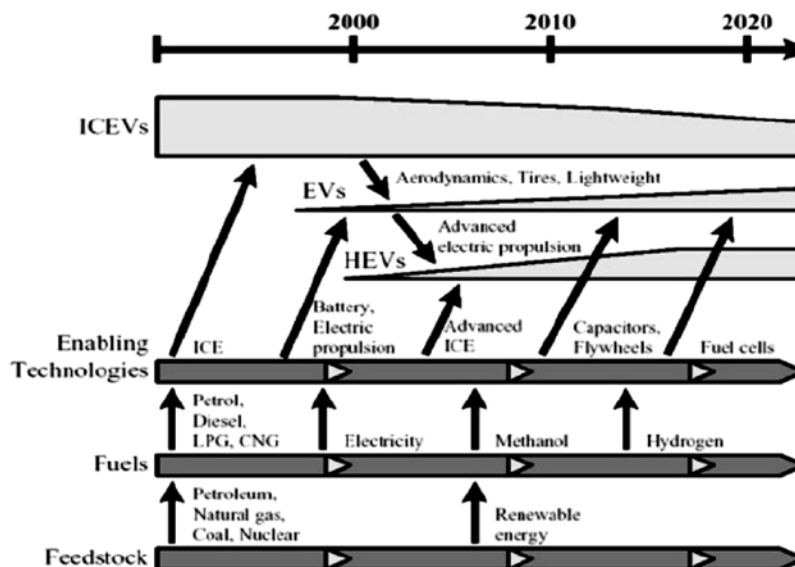 2000 2010 2020
ICEVs
Aerodynamics, Tires, Lightweight
EVs
Advanced
electric propulsion
HEVs
Battery,
Electric
propulsion
ICE
Advanced
ICE
Capacitors,
Flywheels
Fuel cells
Enabling
Technologies
Petrol,
Diesel,
LPG, CNG
Electricity
Methanol
Hydrogen
Fuels
Petroleum,
Natural gas,
Coal, Nuclear
Renewable
energy
Feedstock